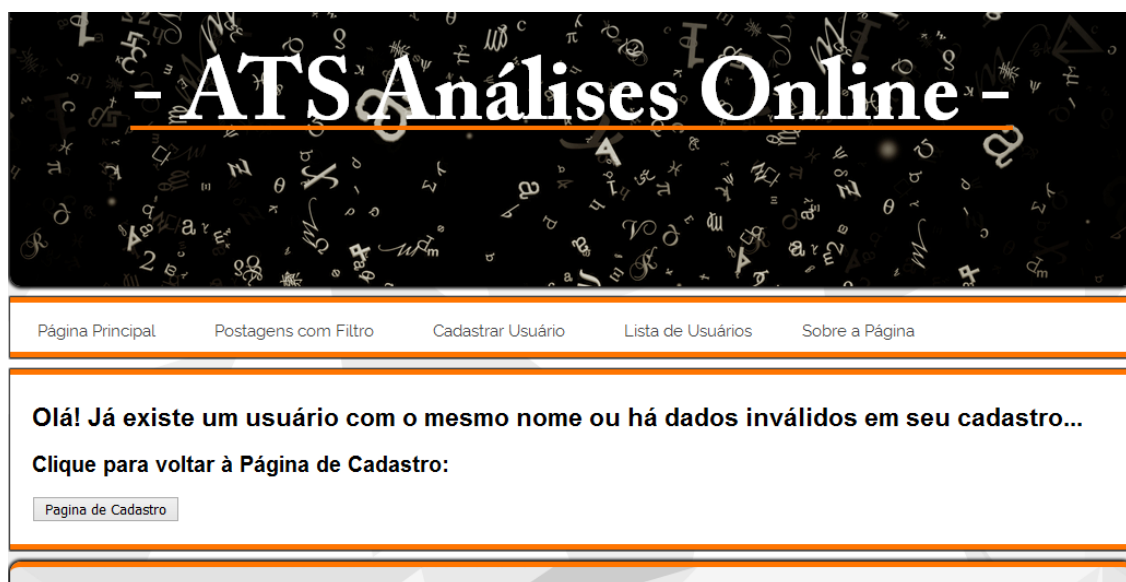 - ATS Análises Online -
Página Principal Postagens com Filtro Cadastrar Usuário Lista de Usuários Sobre a Página
Olá! Já existe um usuário com o mesmo nome ou há dados inválidos em seu cadastro...
Clique para voltar à Página de Cadastro:
Pagina de Cadastro